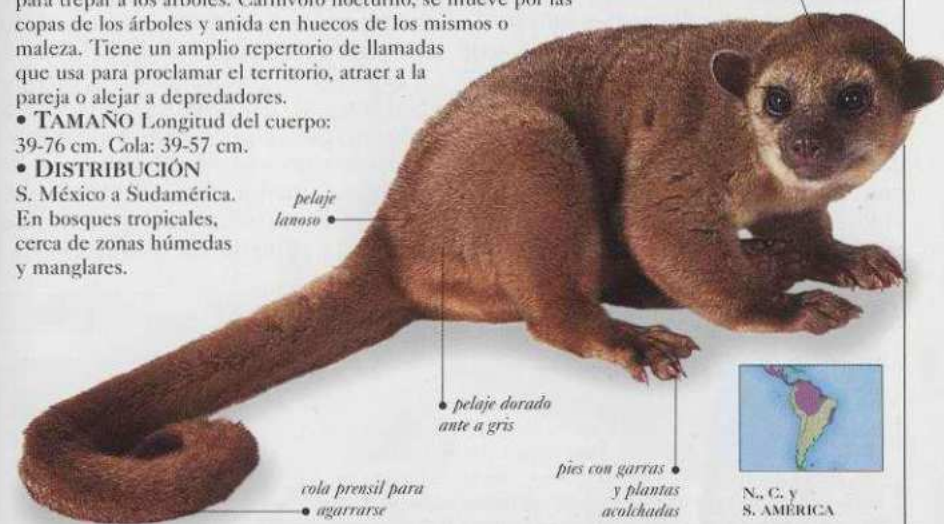 para trepar a los árboles. Carnívoro nocturno, se mueve por las
copas de los árboles y anida en huecos de los mismos o
maleza. Tiene un amplio repertorio de llamadas
que usa para proclamar el territorio, atraer a la
pareja o alejar a depredadores.
• TAMAÑO Longitud del cuerpo:
39-76 cm. Cola: 39-57 cm.
• DISTRIBUCIÓN
S. México a Sudamérica.
En bosques tropicales,
cerca de zonas húmedas
y manglares.
pelaje
lanoso
pelaje dorado
ante a gris
cola prensil para
agarrarse
pies con garras
y plantas
acolchadas
N., C. y
S. AMÉRICA